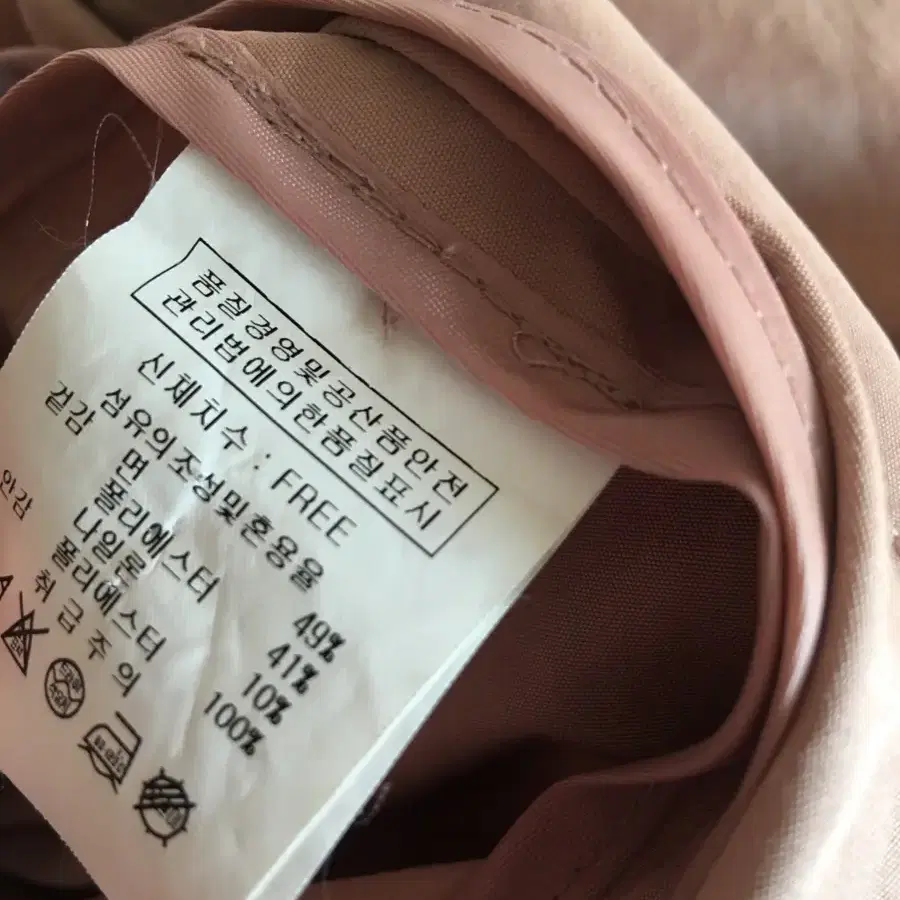 품질경영및공산품안전
관리법에의한품질표시
신체치수 : FREE
섬유의조성및혼용율
겉감
면 49%
폴리에스터 41%
나일론 10%
안감
폴리에스터 100%
취급주의